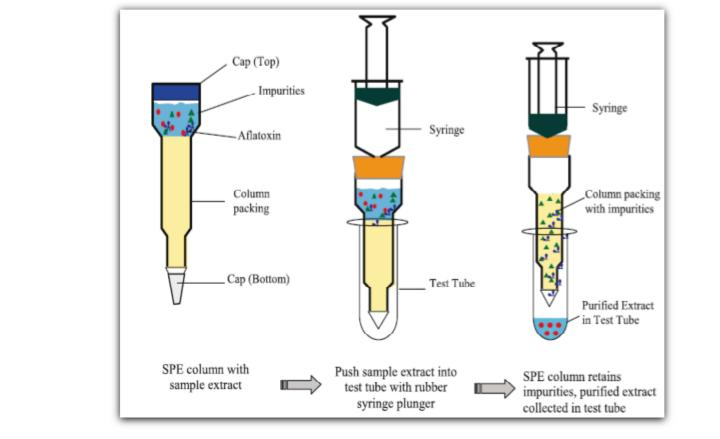 Cap (Top)
Impurities
Aflatoxin
Column
packing
Cap (Bottom)
Syringe
Test Tube
Syringe
Column packing
with impurities
Purified Extract
in Test Tube
SPE column with
sample extract
Push sample extract into
test tube with rubber
syringe plunger
SPE column retains
impurities, purified extract
collected in test tube